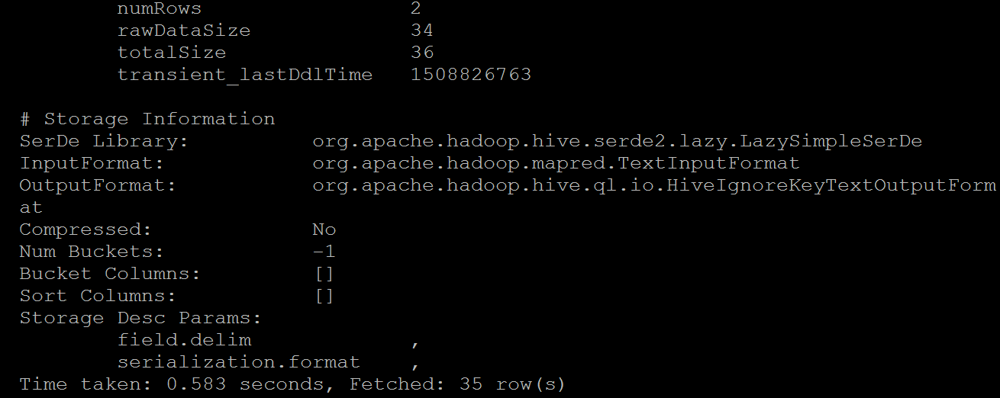 numRows 2
rawDataSize 34
totalSize 36
transient_lastDdlTime 1508826763
# Storage Information
SerDe Library: org.apache.hadoop.hive.serde2.lazy.LazySimpleSerDe
InputFormat: org.apache.hadoop.mapred.TextInputFormat
OutputFormat: org.apache.hadoop.hive.ql.io.HiveIgnoreKeyTextOutputForm
at
Compressed: No
Num Buckets: -1
Bucket Columns: []
Sort Columns: []
Storage Desc Params:
field.delim ,
serialization.format ,
Time taken: 0.583 seconds, Fetched: 35 row(s)